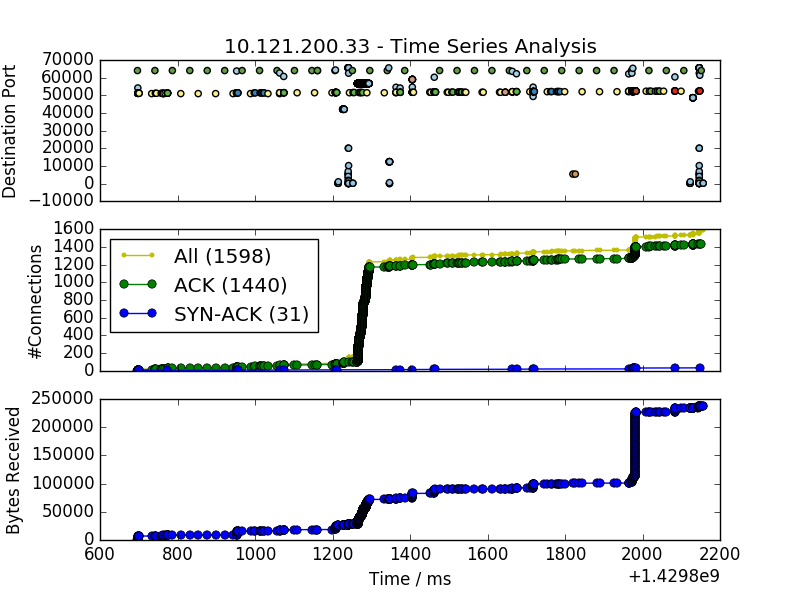 10.121.200.33 - Time Series Analysis
Destination Port
70000
60000
50000
40000
30000
20000
10000
0
−10000
#Connections
1600
1400
1200
1000
800
600
400
200
0
All (1598)
ACK (1440)
SYN-ACK (31)
Bytes Received
250000
200000
150000
100000
50000
0
600 800 1000 1200 1400 1600 1800 2000 2200
Time / ms
+1.4298e9